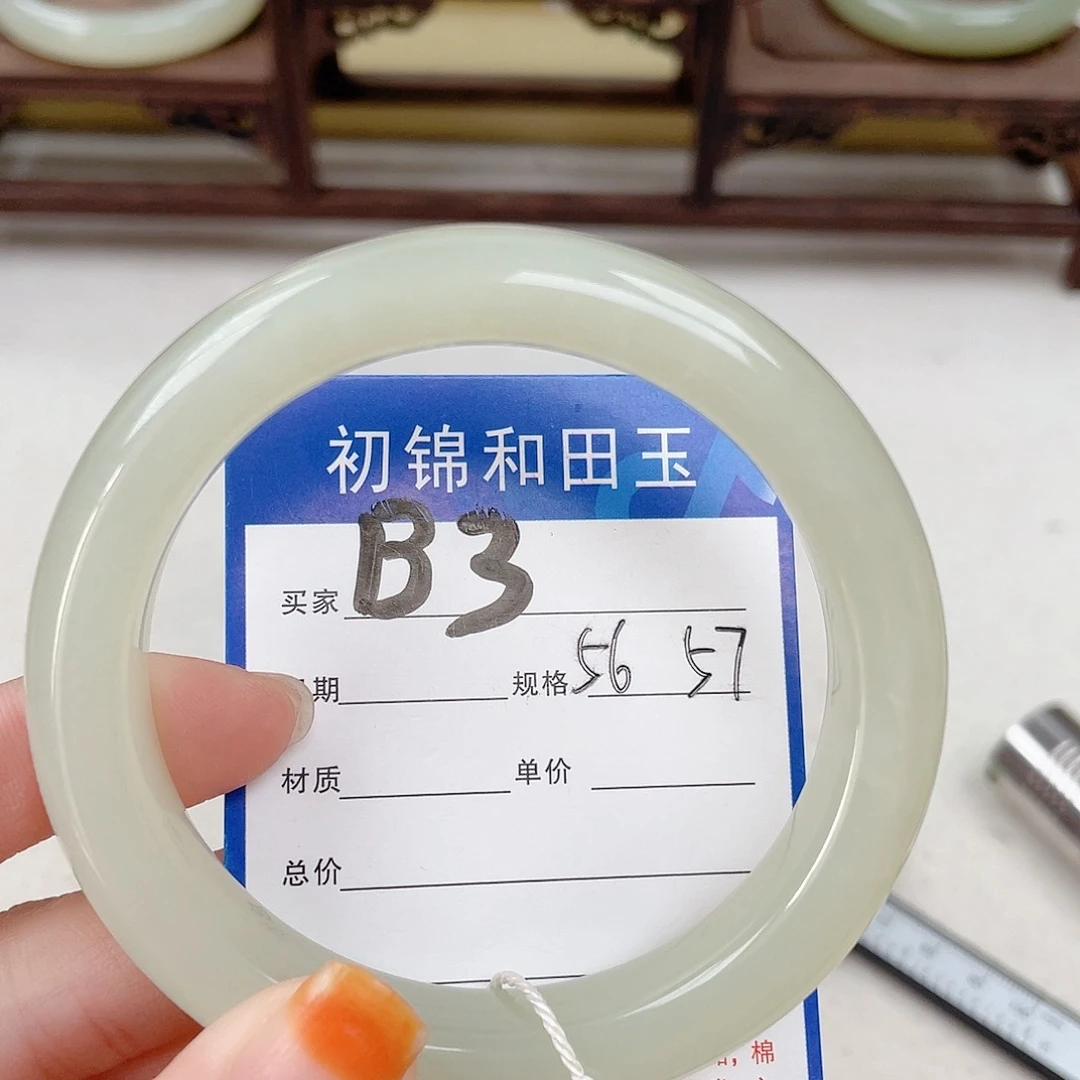 初锦和田玉
买家 B3
期 规格 56 57
材质 单价
总价
，棉